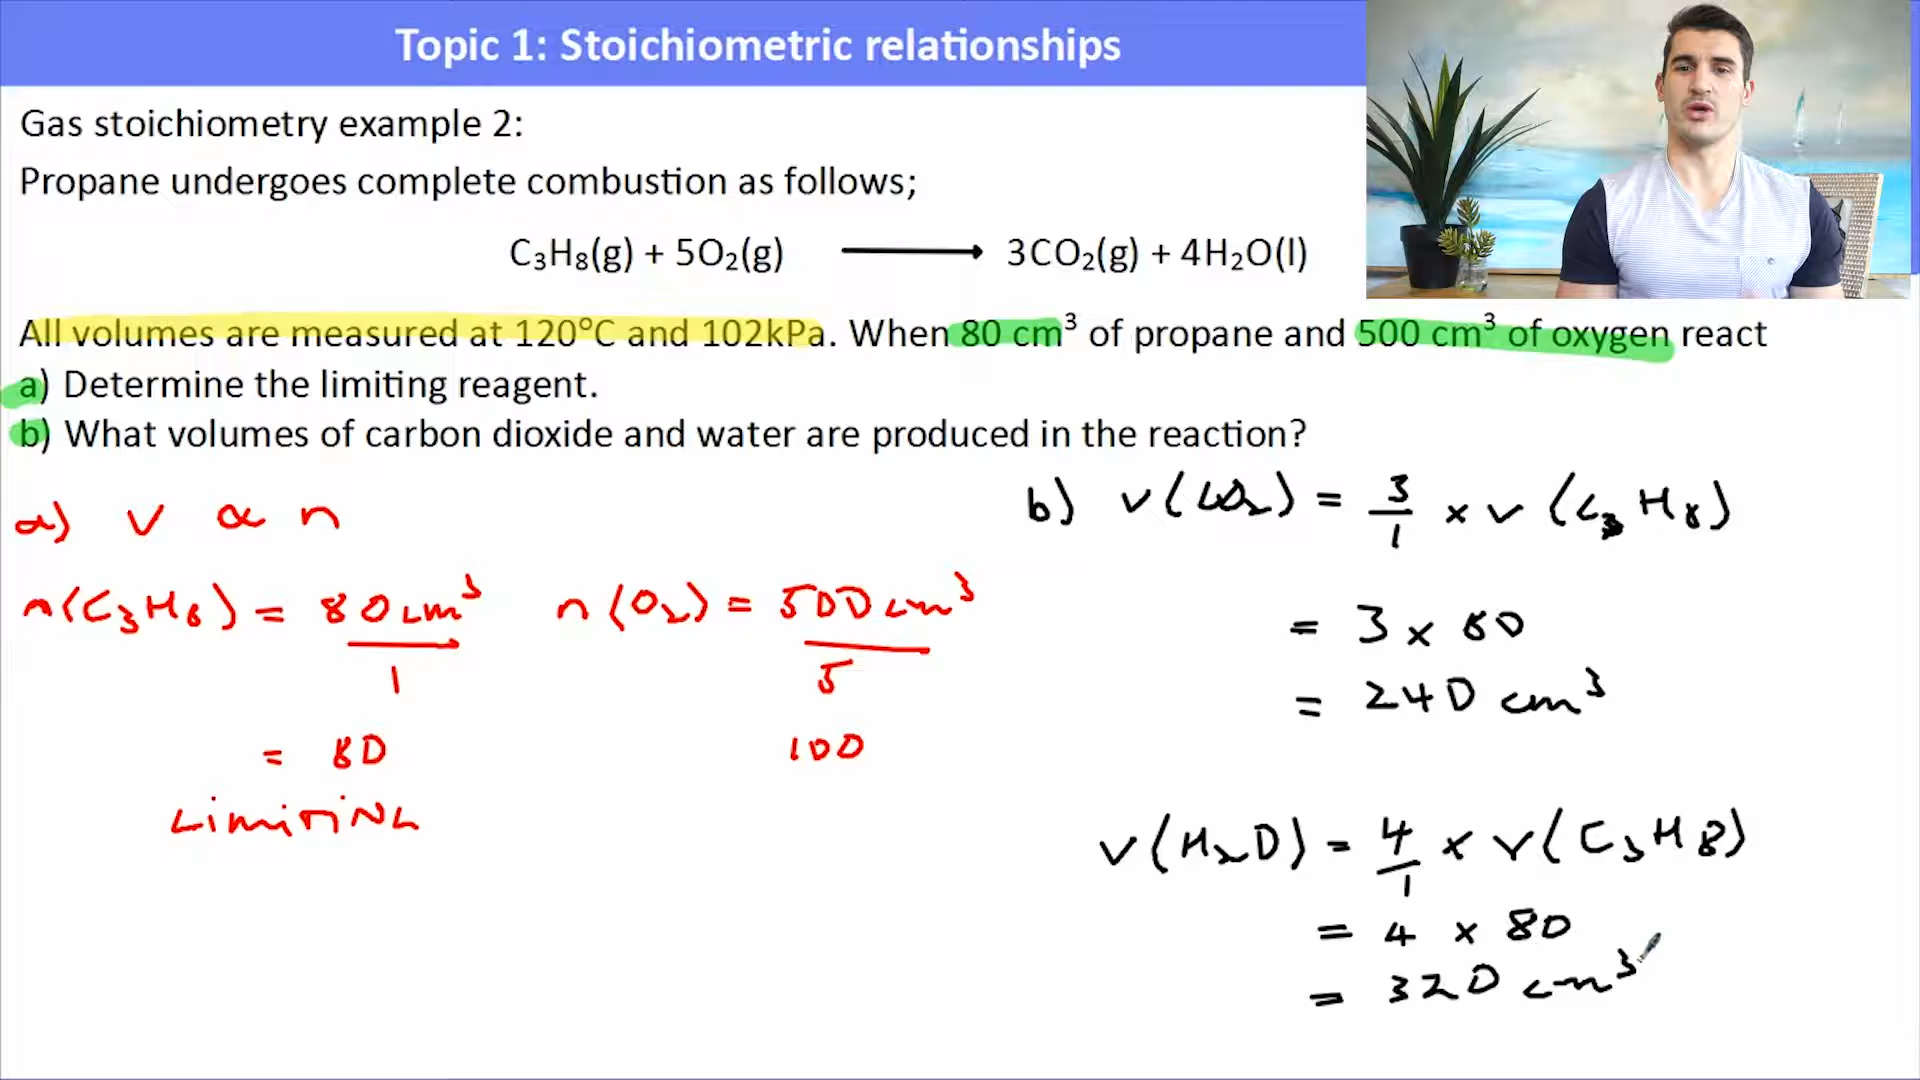 Topic 1: Stoichiometric relationships
Gas stoichiometry example 2:
Propane undergoes complete combustion as follows;
C₃H₈(g) + 5O₂(g) ⟶ 3CO₂(g) + 4H₂O(l)
All volumes are measured at 120°C and 102kPa. When 80 cm³ of propane and 500 cm³ of oxygen react
a) Determine the limiting reagent.
b) What volumes of carbon dioxide and water are produced in the reaction?
a) V ∝ n
n(C₃H₈) = 80cm³/1
= 80
LimiTiNG
n(O₂) = 500cm³/5
100
b) V(CO₂) = 3/1 × V(C₃H₈)
= 3 × 80
= 240 cm³
V(H₂O) = 4/1 × V(C₃H8)
= 4 × 80
= 320 cm³